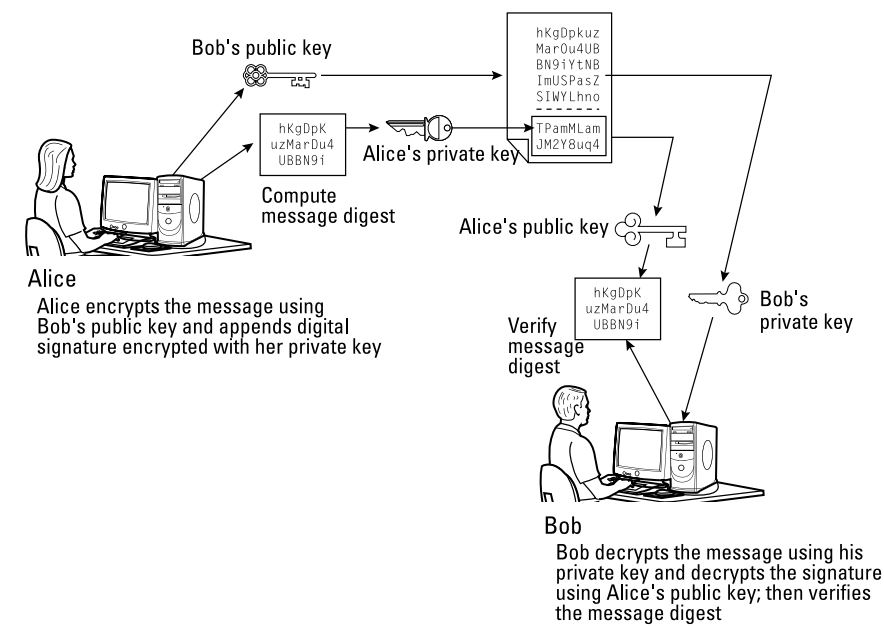 Bob's public key
hKgDpkuz
MarOu4UB
BN9iYtNB
ImUSPasZ
SIWYLhno
TPamMLam
JM2Y8uq4
hKgDpK
uzMarDu4
UBBN9i
Alice's private key
Compute
message digest
Alice
Alice encrypts the message using
Bob's public key and appends digital
signature encrypted with her private key
Alice's public key
hKgDpK
uzMarDu4
UBBN9i
Verify
message
digest
Bob's
private key
Bob
Bob decrypts the message using his
private key and decrypts the signature
using Alice's public key; then verifies
the message digest